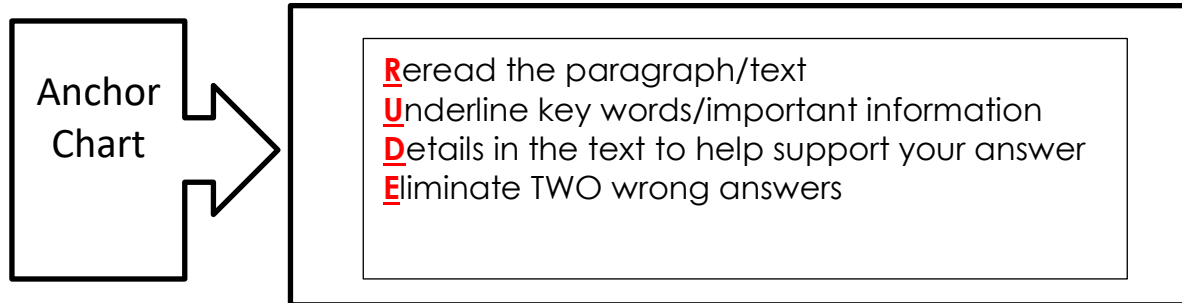 Anchor
Chart
Reread the paragraph/text
Underline key words/important information
Details in the text to help support your answer
Eliminate TWO wrong answers